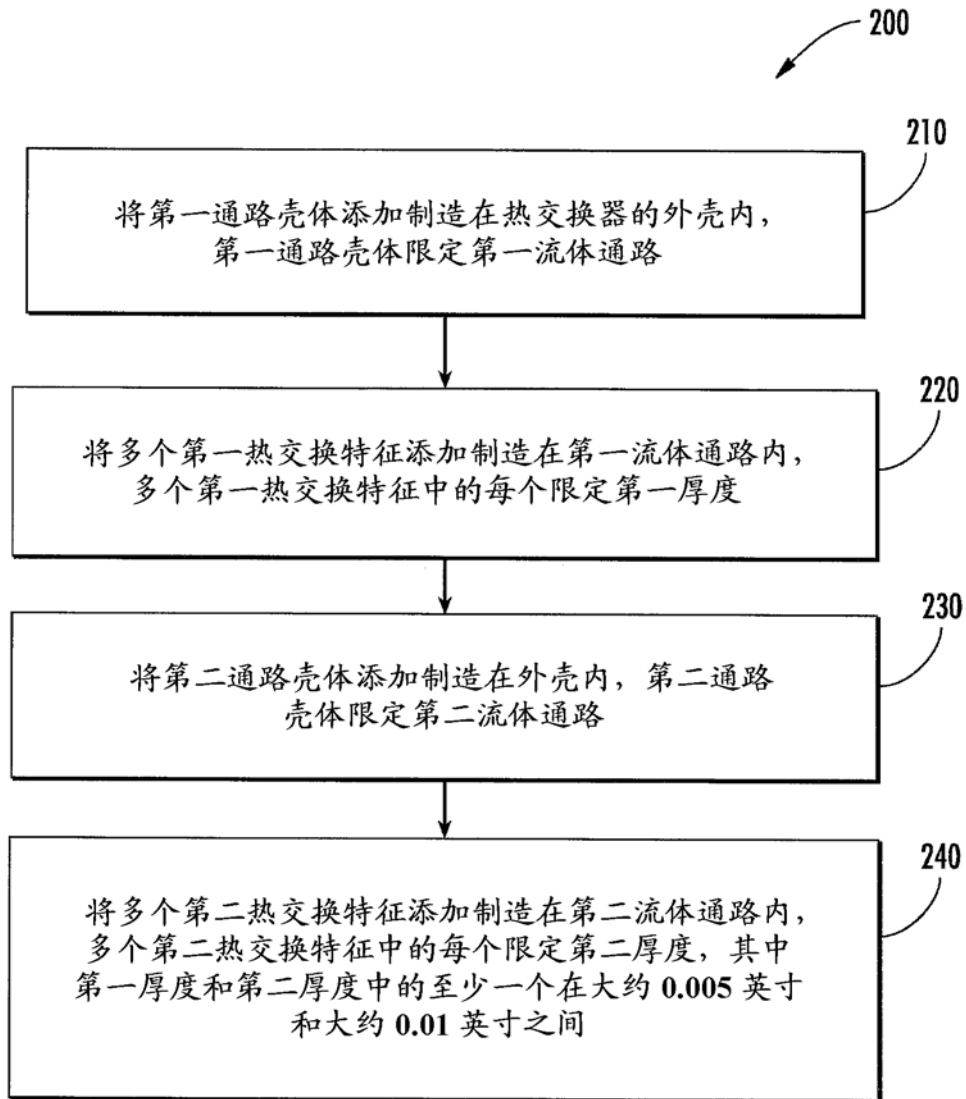 200
210
将第一通路壳体添加制造在热交换器的外壳内,
第一通路壳体限定第一流体通路
220
将多个第一热交换特征添加制造在第一流体通路内,
多个第一热交换特征中的每个限定第一厚度
230
将第二通路壳体添加制造在外壳内, 第二通路
壳体限定第二流体通路
240
将多个第二热交换特征添加制造在第二流体通路内,
多个第二热交换特征中的每个限定第二厚度, 其中
第一厚度和第二厚度中的至少一个在大约 0.005 英寸
和大约 0.01 英寸之间